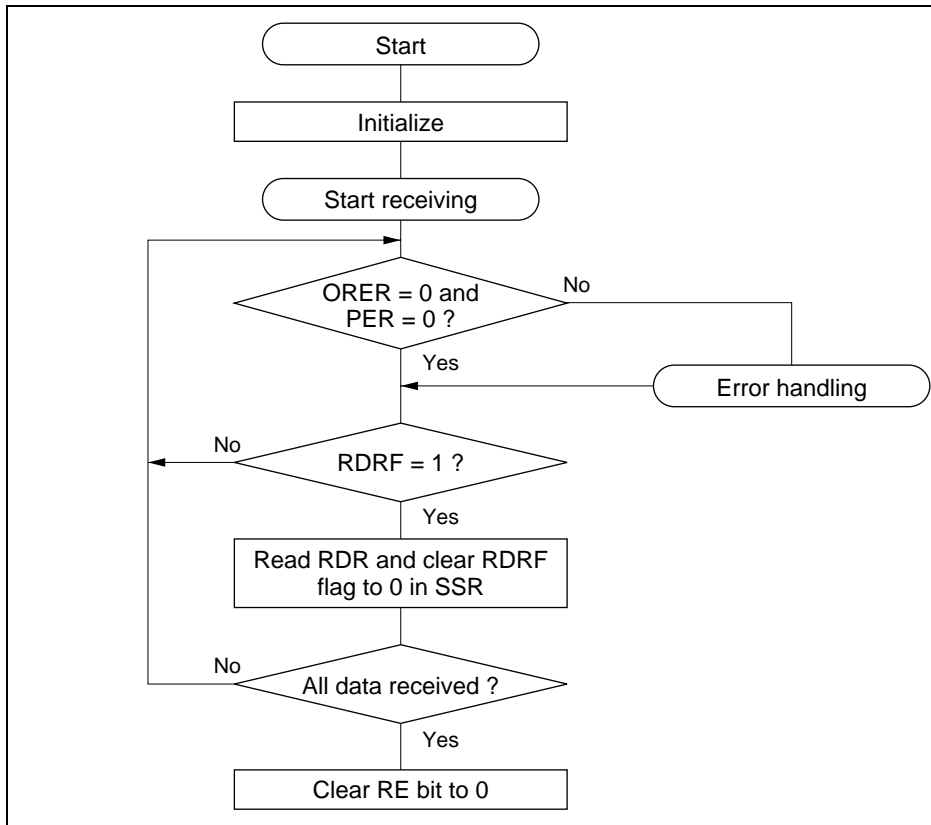 Start
Initialize
Start receiving
ORER = 0 and
PER = 0 ?
No
Yes
Error handling
No
RDRF = 1 ?
Yes
Read RDR and clear RDRF
flag to 0 in SSR
No
All data received ?
Yes
Clear RE bit to 0